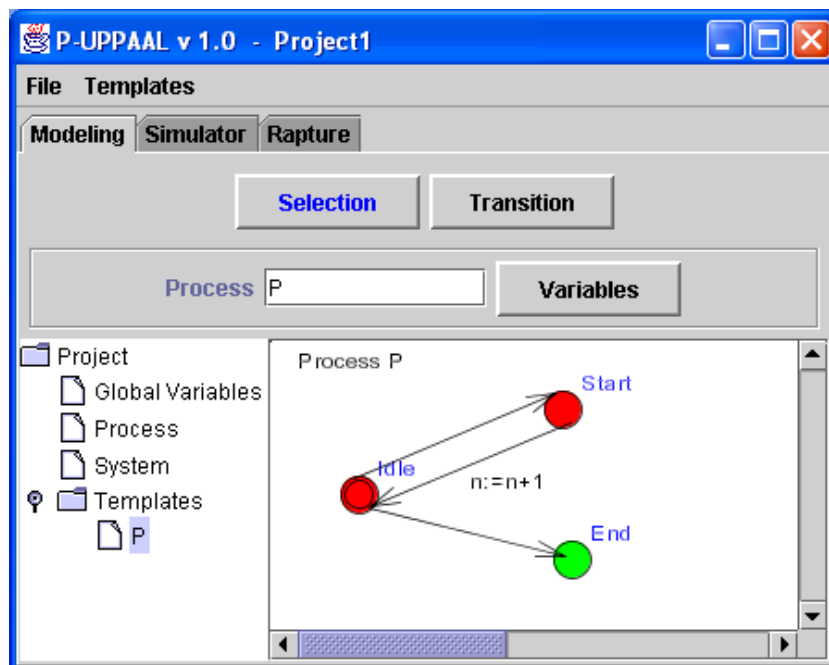 P-UPPAAL v 1.0 - Project1
File Templates
Modeling Simulator Rapture
Selection Transition
Process P Variables
Project
Global Variables
Process
System
Templates
P
Process P
Start
Idle
n:=n+1
End